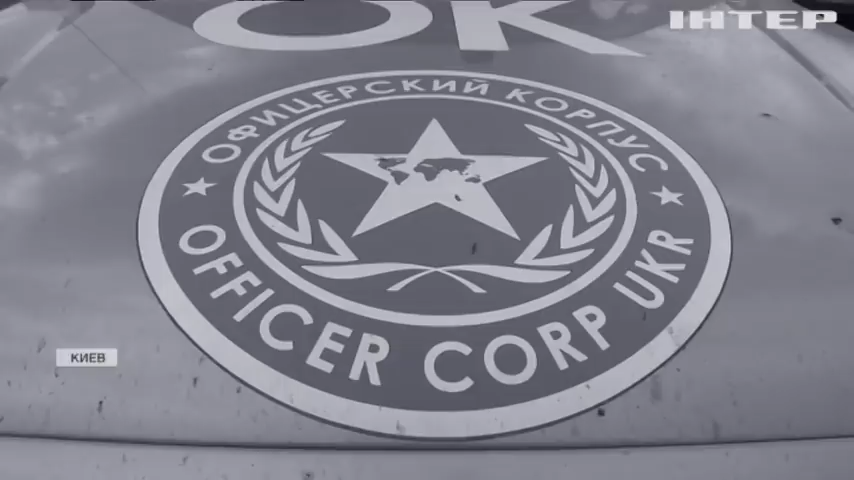 ОК
ІНТЕР
ОФИЦЕРСКИЙ КОРПУС
OFFICER CORP UKR
КИЕВ